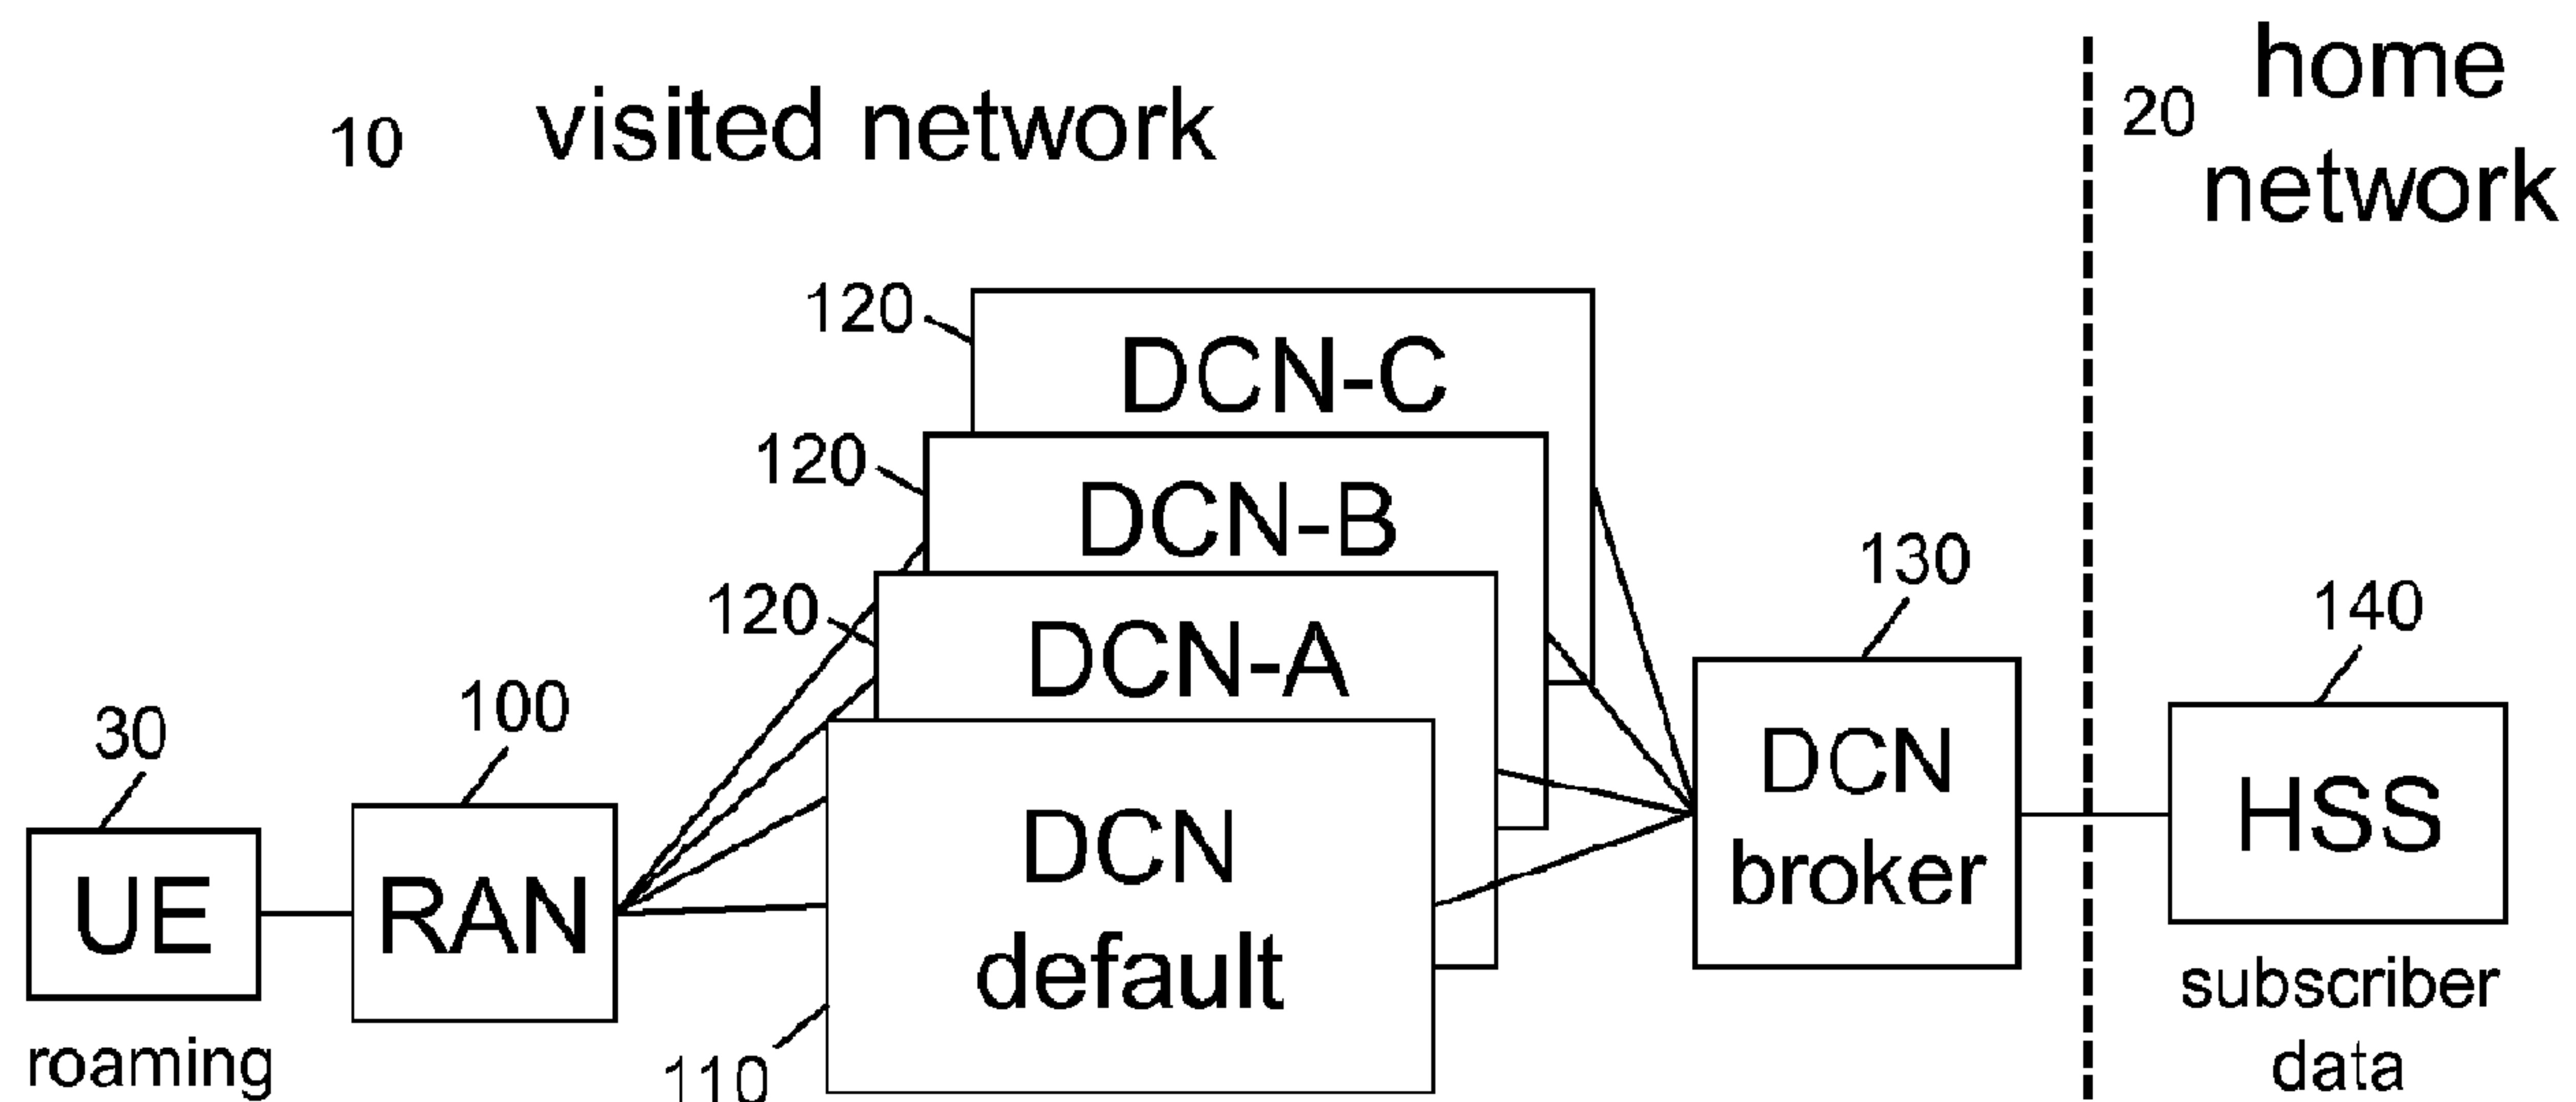 10 visited network
20 home
network
120
DCN-C
120
DCN-B
120
DCN-A
130
DCN
broker
140
HSS
subscriber
data
30
UE
roaming
100
RAN
DCN
default
110